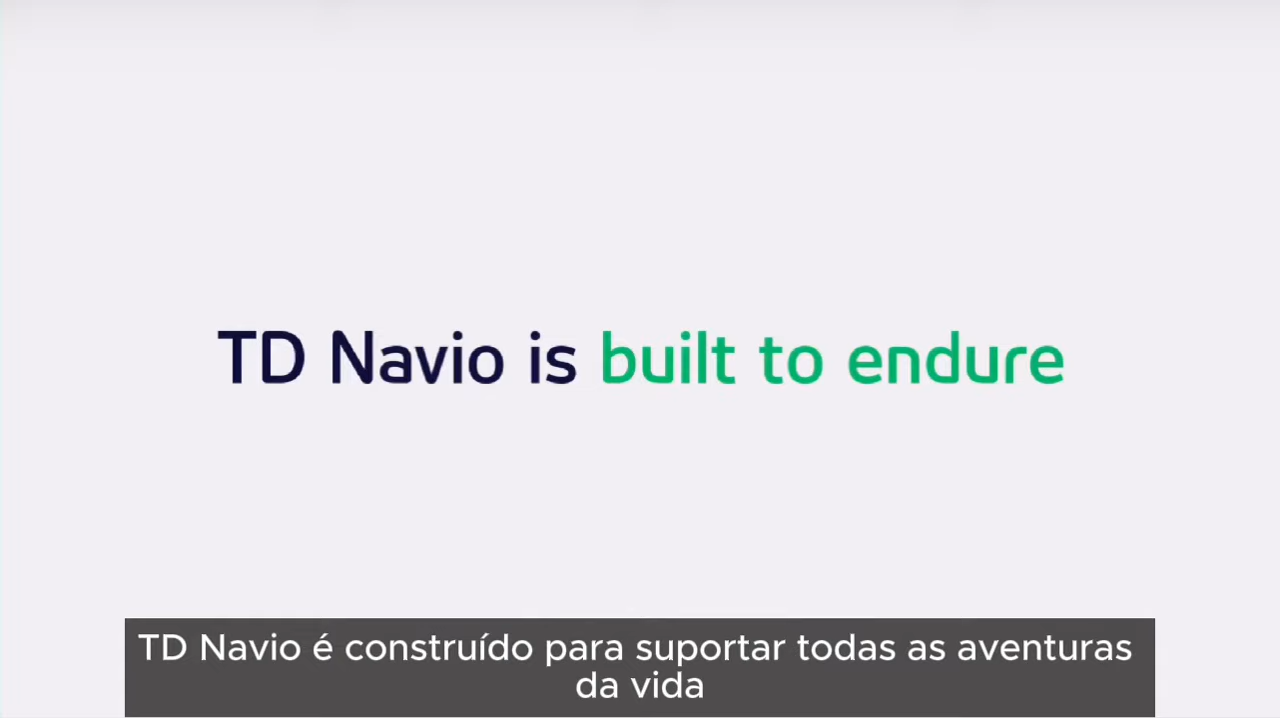 TD Navio is built to endure
TD Navio é construído para suportar todas as aventuras
da vida